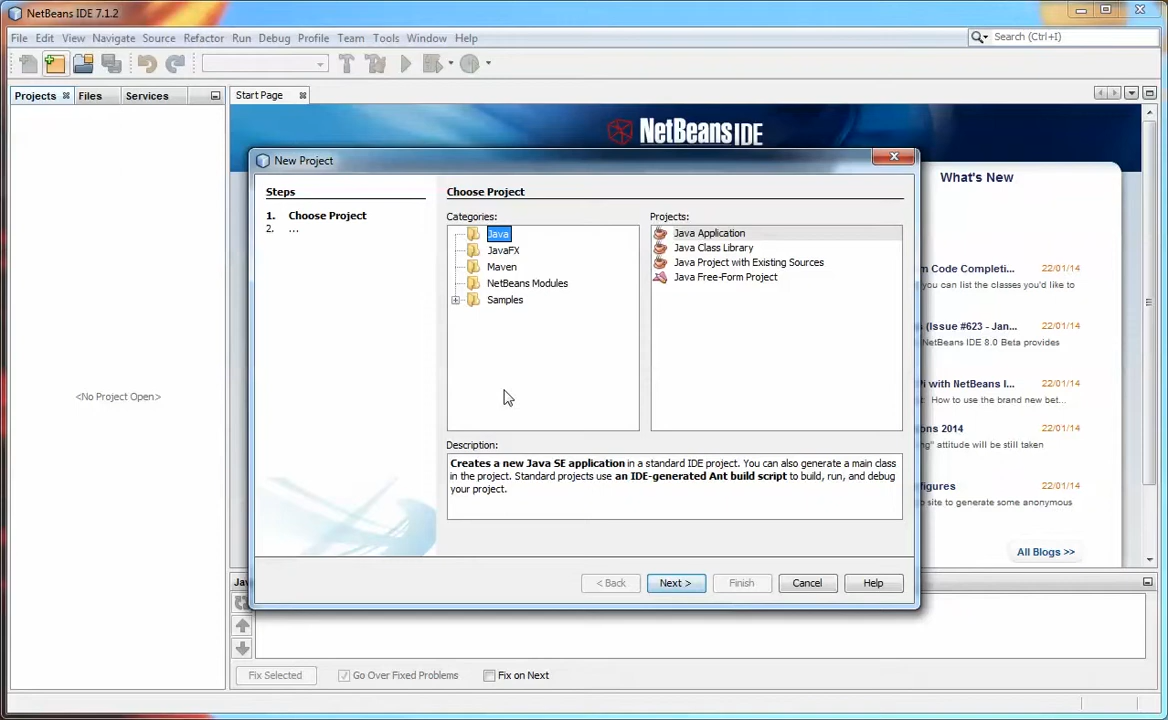 NetBeans IDE 7.1.2
File Edit View Navigate Source Refactor Run Debug Profile Team Tools Window Help
Search (Ctrl+I)
Projects Files Services
Start Page
NetBeans IDE
New Project
What's New
Steps
Choose Project
1. Choose Project
2. ...
Categories:
Projects:
Java
JavaFX
Maven
NetBeans Modules
Samples
Java Application
Java Class Library
Java Project with Existing Sources
Java Free-Form Project
Code Completi... 22/01/14
you can list the classes you'd like to
(Issue #623 - Jan... 22/01/14
NetBeans IDE 8.0 Beta provides
with NetBeans I... 22/01/14
How to use the brand new bet...
2014 22/01/14
attitude will be still taken
22/01/14
site to generate some anonymous
<No Project Open>
Description:
Creates a new Java SE application in a standard IDE project. You can also generate a main class
in the project. Standard projects use an IDE-generated Ant build script to build, run, and debug
your project.
All Blogs >>
< Back Next > Finish Cancel Help
Fix Selected Go Over Fixed Problems Fix on Next